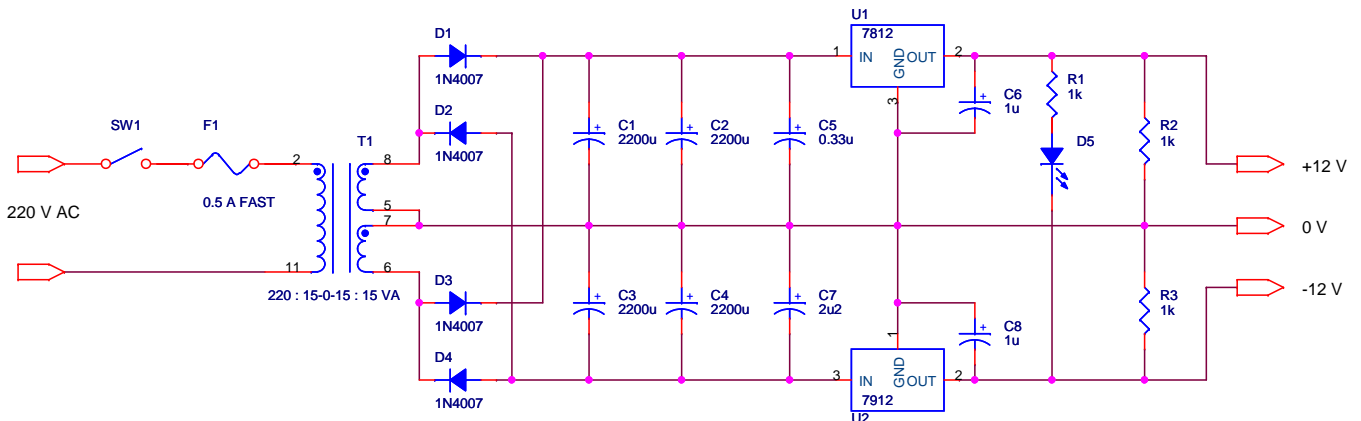 U1
7812
D1
1
IN
GND
OUT
2
1N4007
3
C6
1u
R1
1k
D2
1N4007
SW1
F1
T1
C1
2200u
C2
2200u
C5
0.33u
D5
R2
1k
2
8
+12 V
0.5 A FAST
220 V AC
5
7
0 V
11
6
220 : 15-0-15 : 15 VA
D3
1N4007
C3
2200u
C4
2200u
C7
2u2
R3
1k
-12 V
1
C8
1u
D4
1N4007
3
IN
GND
OUT
2
7912
U2